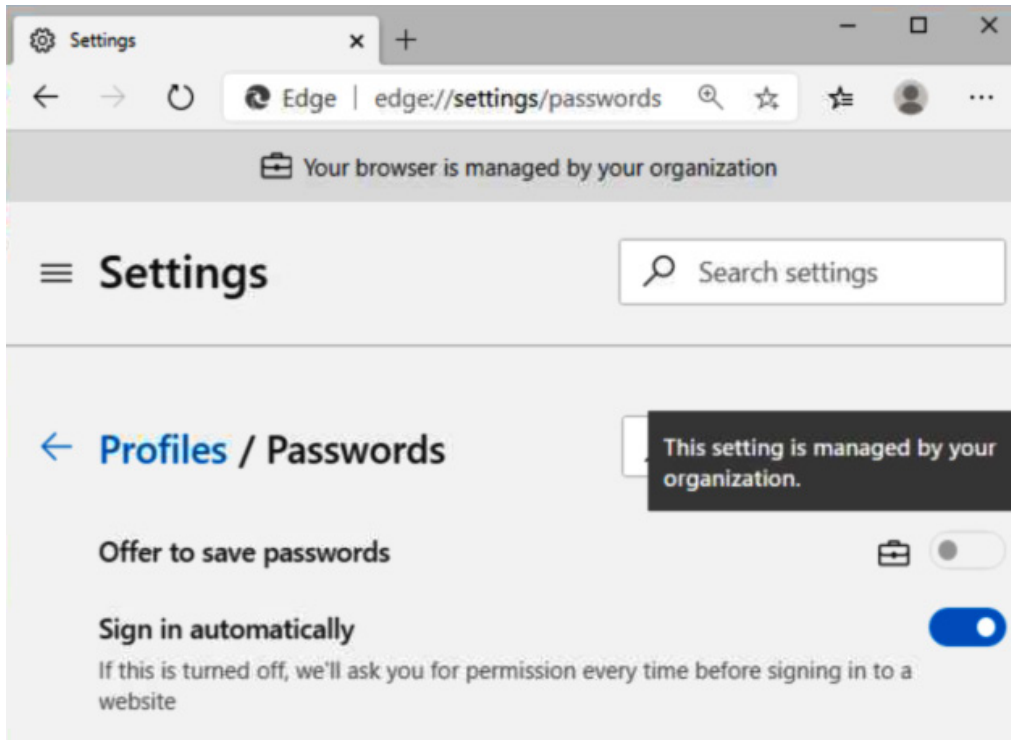 Settings
Edge | edge://settings/passwords
Your browser is managed by your organization
Settings
Search settings
Profiles / Passwords
This setting is managed by your
organization.
Offer to save passwords
Sign in automatically
If this is turned off, we'll ask you for permission every time before signing in to a
website